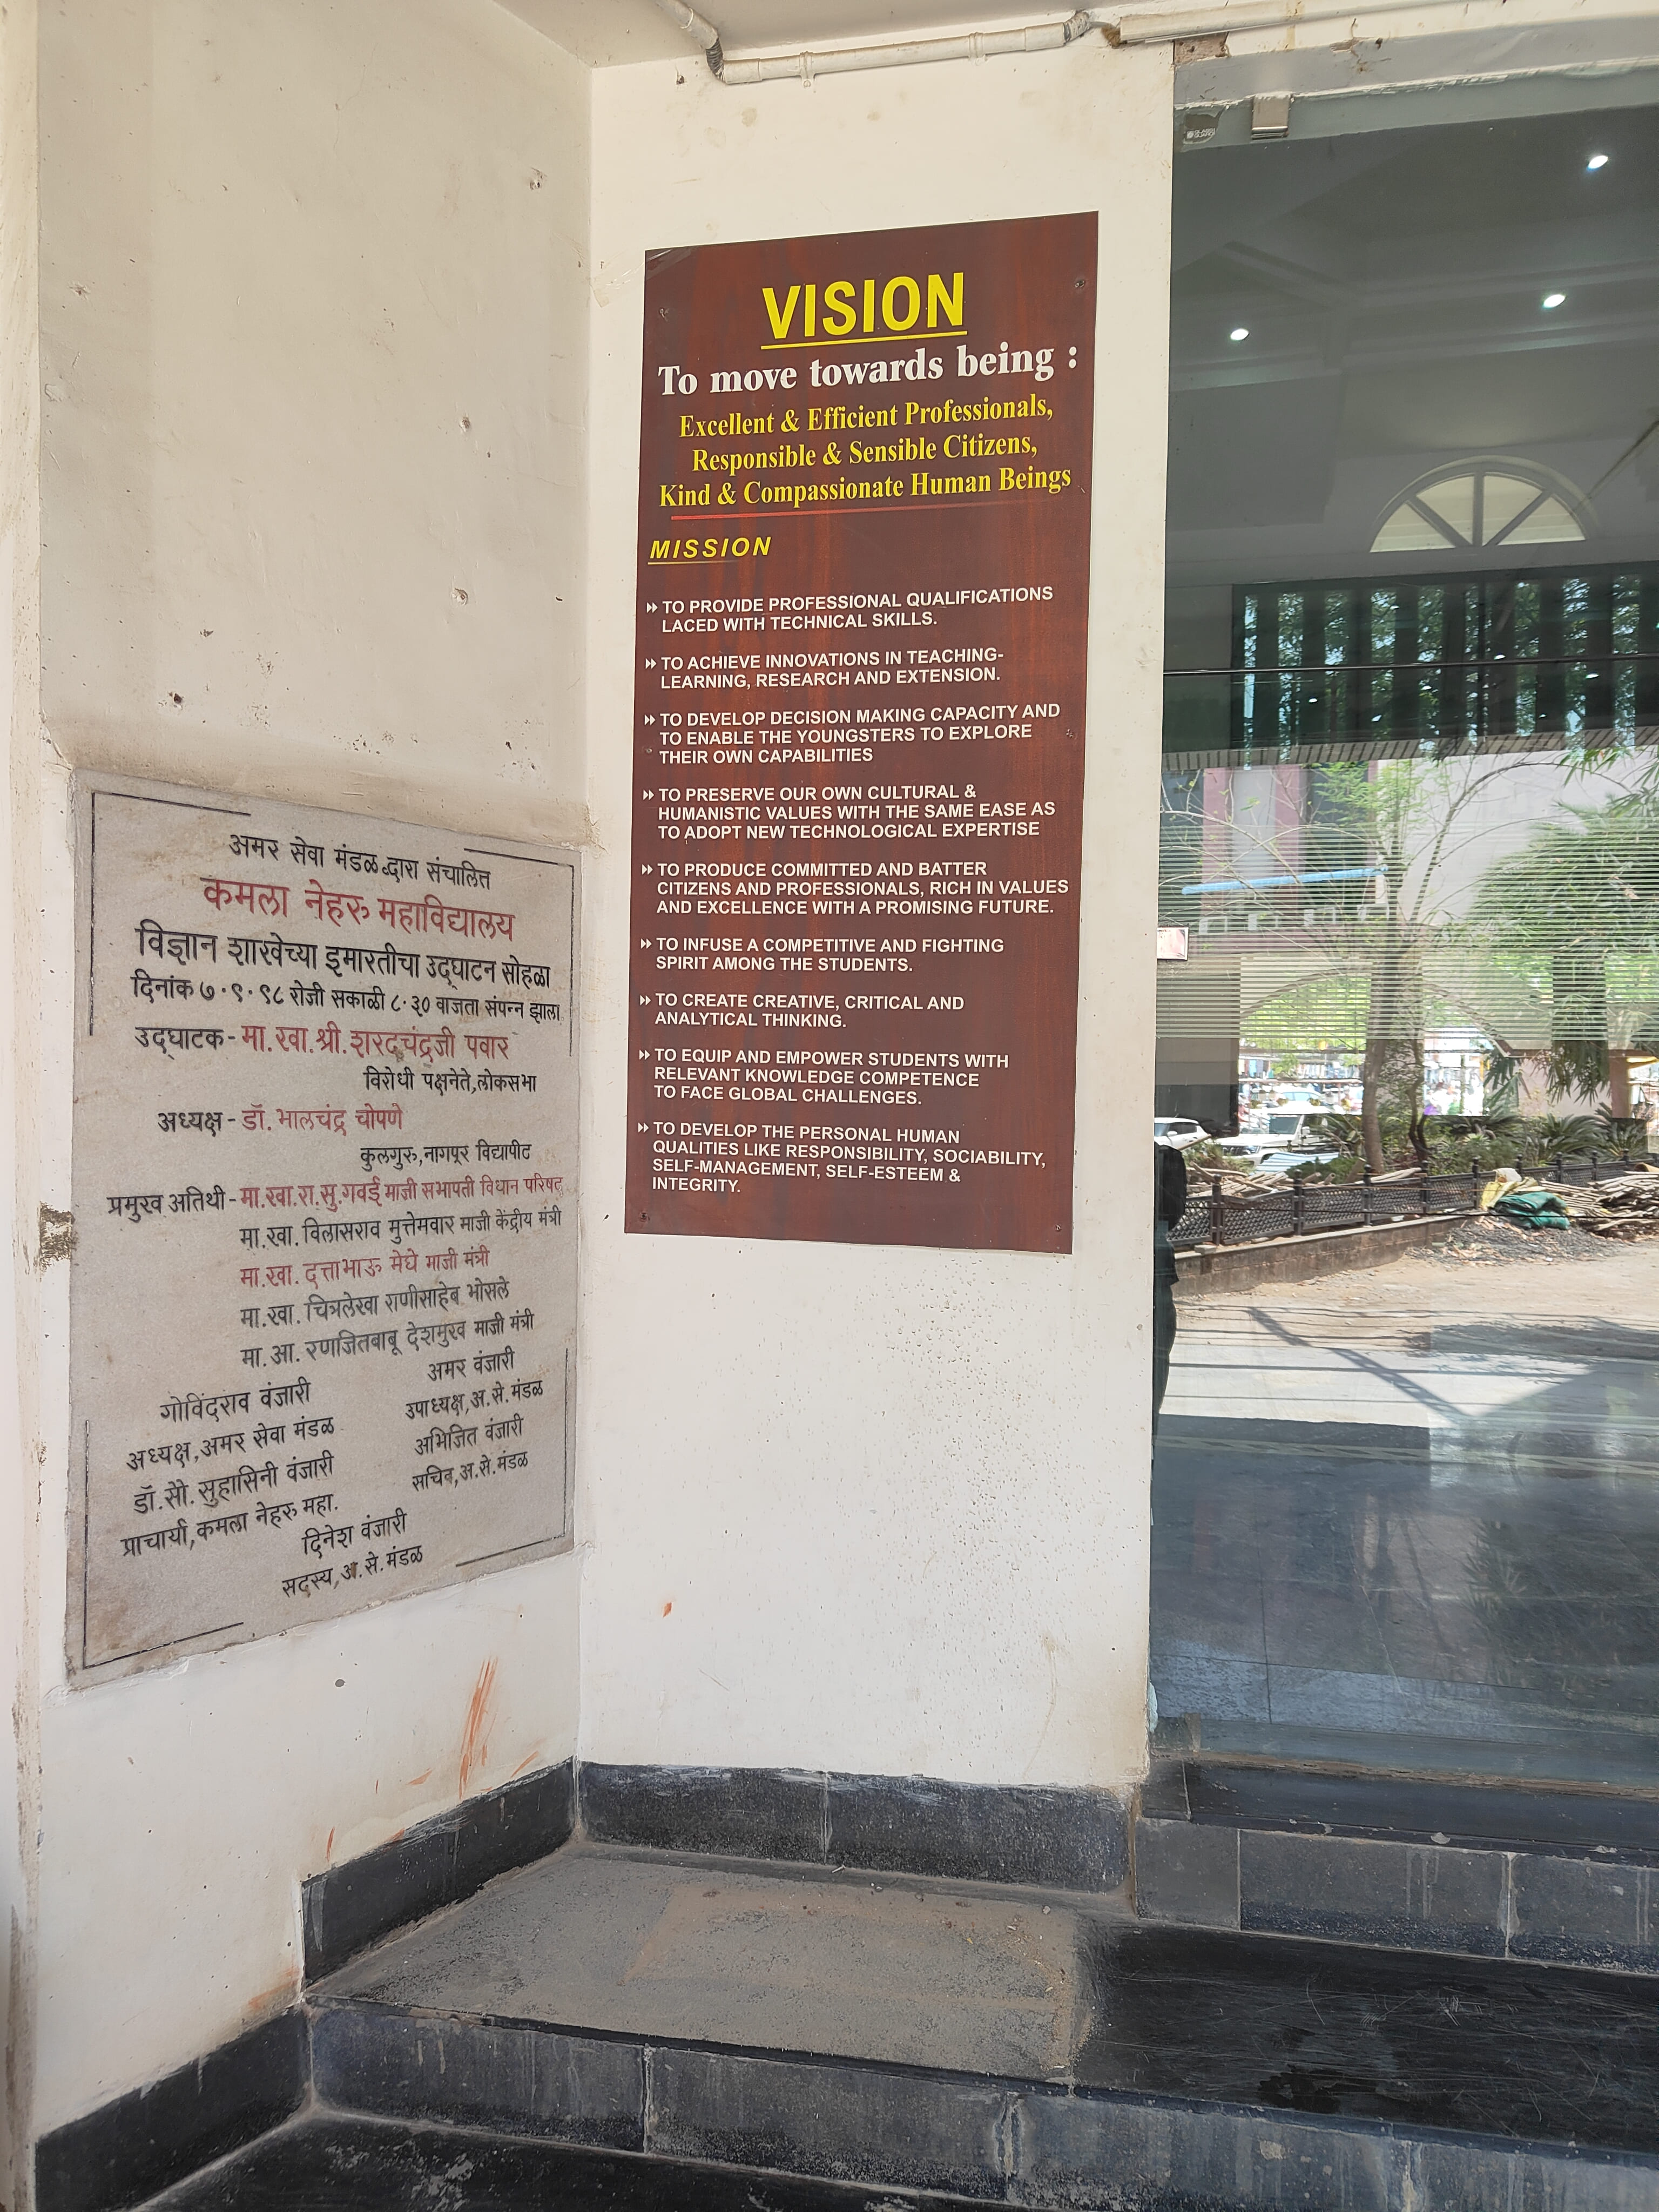 अमर सेवा मंडळ द्धारा संचालित
कमला नेहरु महाविद्यालय
विज्ञान शाखेच्या इमारतीचा उद्घाटन सोहळा
दिनांक ७·९·९८ रोजी सकाळी ८·३० वाजता संपन्न झाला
उद्घाटक - मा.खा.श्री.शरदचंद्रजी पवार
विरोधी पक्षनेते,लोकसभा
अध्यक्ष - डॉ. भालचंद्र चोपणे
कुलगुरु,नागपूर विद्यापीट
प्रमुख अतिथी - मा.खा.रा.सु.गवई माजी सभापती विधान परिषद
मा.खा. विलासराव मुत्तेमवार माजी केंद्रीय मंत्री
मा.खा. दत्ताभाऊ मेघे माजी मंत्री
मा.खा. चित्रलेखा राणीसाहेब भोसले
मा.आ. रणजितबाबू देशमुख माजी मंत्री
गोविंदराव वंजारी
अध्यक्ष,अमर सेवा मंडळ
डॉ.सौ. सुहासिनी वंजारी
प्राचार्या,कमला नेहरु महा.
अमर वंजारी
उपाध्यक्ष,अ.से.मंडळ
अभिजित वंजारी
सचिव,अ.से.मंडळ
दिनेश वंजारी
सदस्य,अ.से.मंडळ
VISION
To move towards being :
Excellent & Efficient Professionals,
Responsible & Sensible Citizens,
Kind & Compassionate Human Beings
MISSION
TO PROVIDE PROFESSIONAL QUALIFICATIONS
LACED WITH TECHNICAL SKILLS.
TO ACHIEVE INNOVATIONS IN TEACHING-
LEARNING, RESEARCH AND EXTENSION.
TO DEVELOP DECISION MAKING CAPACITY AND
TO ENABLE THE YOUNGSTERS TO EXPLORE
THEIR OWN CAPABILITIES
TO PRESERVE OUR OWN CULTURAL &
HUMANISTIC VALUES WITH THE SAME EASE AS
TO ADOPT NEW TECHNOLOGICAL EXPERTISE
TO PRODUCE COMMITTED AND BATTER
CITIZENS AND PROFESSIONALS, RICH IN VALUES
AND EXCELLENCE WITH A PROMISING FUTURE.
TO INFUSE A COMPETITIVE AND FIGHTING
SPIRIT AMONG THE STUDENTS.
TO CREATE CREATIVE, CRITICAL AND
ANALYTICAL THINKING.
TO EQUIP AND EMPOWER STUDENTS WITH
RELEVANT KNOWLEDGE COMPETENCE
TO FACE GLOBAL CHALLENGES.
TO DEVELOP THE PERSONAL HUMAN
QUALITIES LIKE RESPONSIBILITY, SOCIABILITY,
SELF-MANAGEMENT, SELF-ESTEEM &
INTEGRITY.